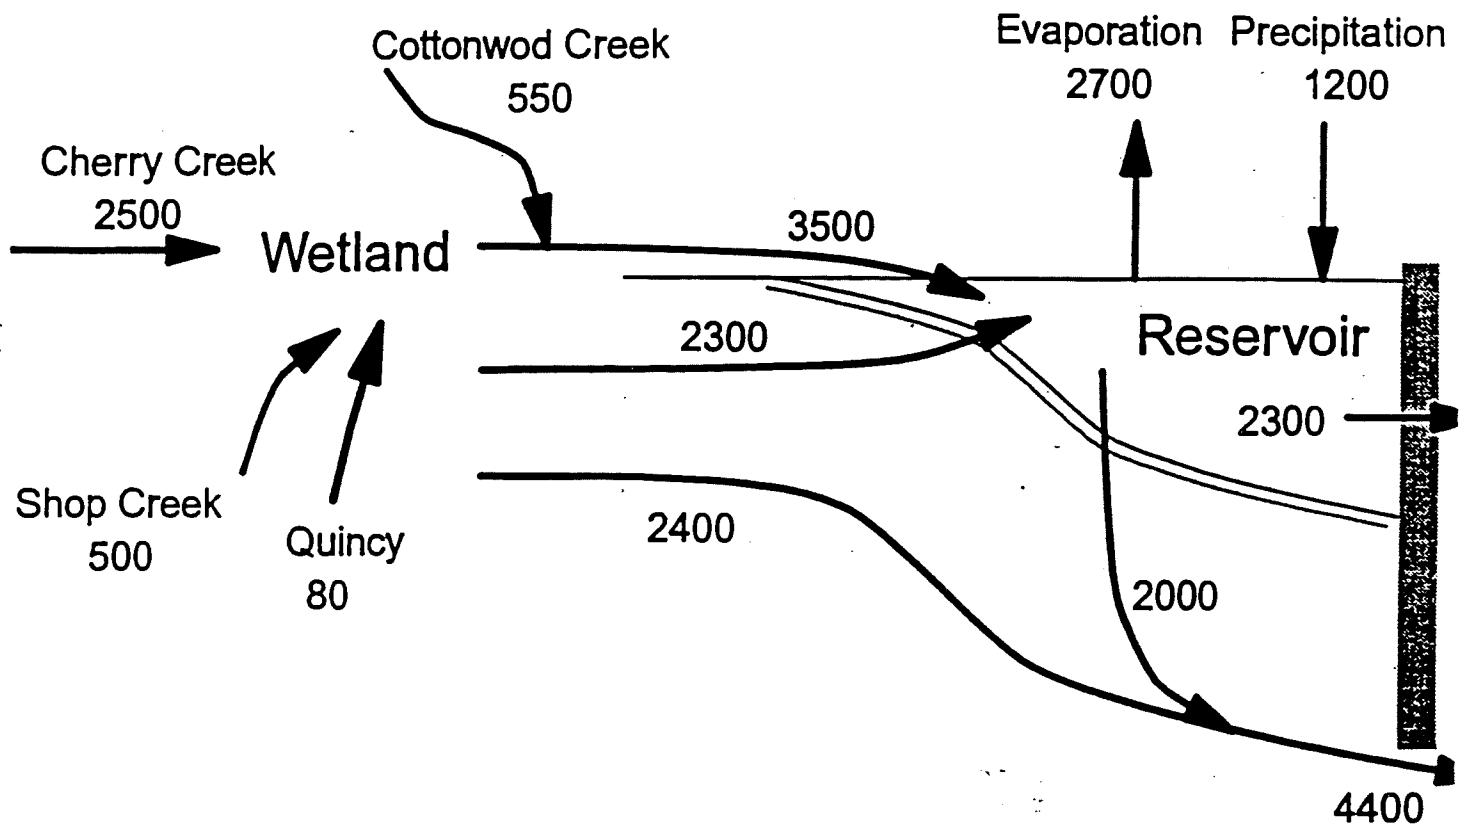 Cottonwod Creek
550
Evaporation
2700
Precipitation
1200
Cherry Creek
2500
Wetland
3500
2300
Reservoir
2300
Shop Creek
500
Quincy
80
2400
2000
4400